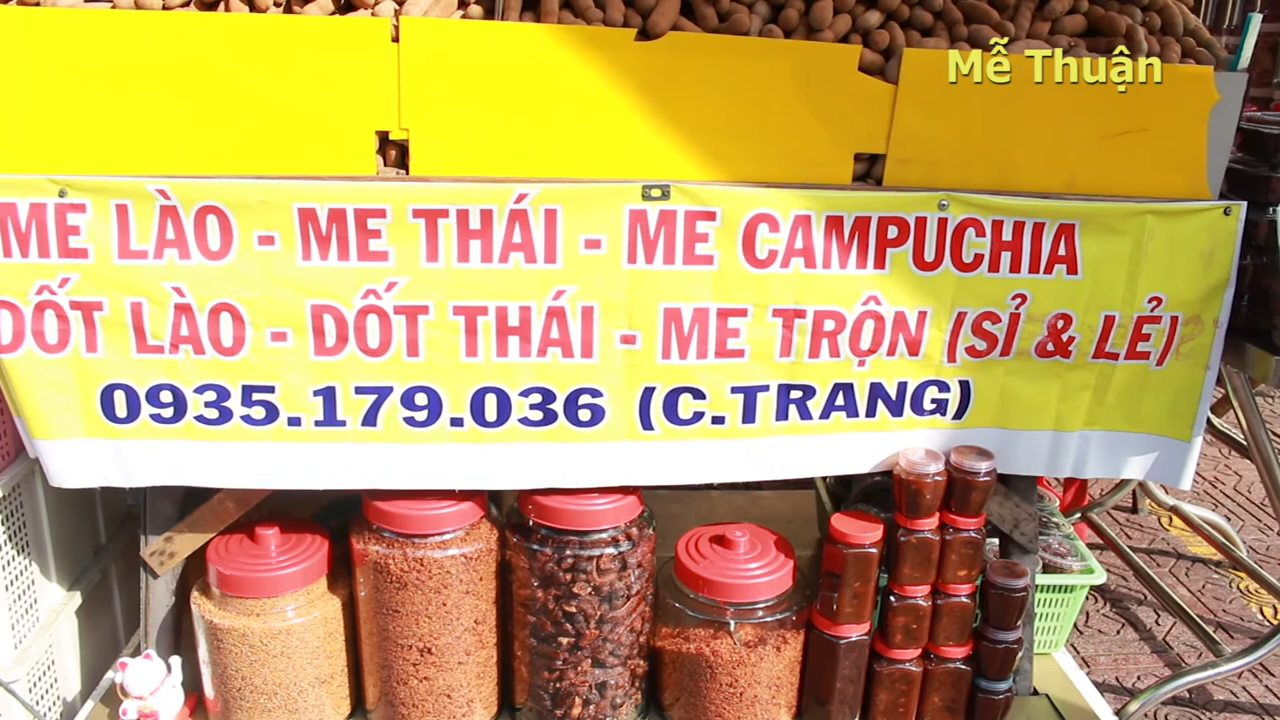 Mễ Thuận
ME LÀO - ME THÁI - ME CAMPUCHIA
DỐT LÀO - DỐT THÁI - ME TRỘN (SỈ & LẺ)
0935.179.036 (C.TRANG)